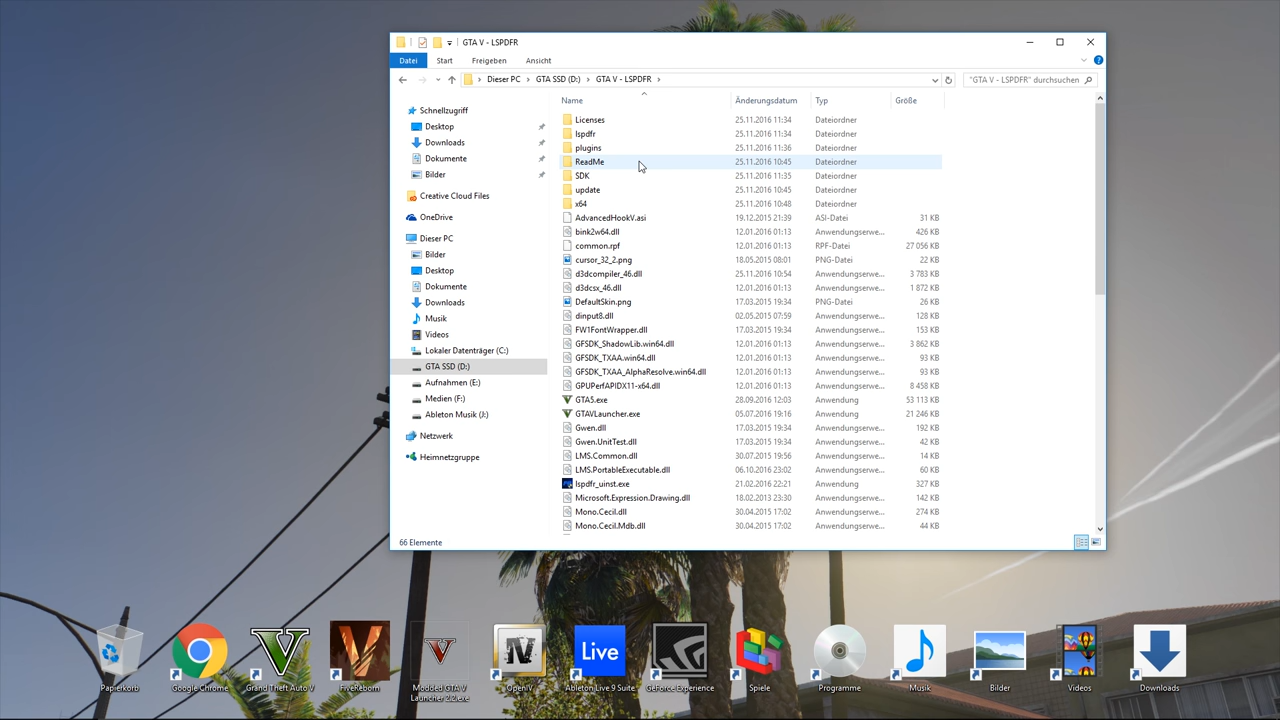 GTA V - LSPDFR
Datei Start Freigeben Ansicht
Dieser PC GTA SSD (D:) GTA V - LSPDFR "GTA V - LSPDFR" durchsuchen
Name Änderungsdatum Typ Größe
Schnellzugriff
Desktop
Downloads
Dokumente
Bilder
Creative Cloud Files
OneDrive
Dieser PC
Bilder
Desktop
Dokumente
Downloads
Musik
Videos
Lokaler Datenträger (C:)
GTA SSD (D:)
Aufnahmen (E:)
Medien (F:)
Ableton Musik (J:)
Netzwerk
Heimnetzgruppe
Licenses 25.11.2016 11:34 Dateiordner
lspdfr 25.11.2016 11:34 Dateiordner
plugins 25.11.2016 11:36 Dateiordner
ReadMe 25.11.2016 10:45 Dateiordner
SDK 25.11.2016 11:35 Dateiordner
update 25.11.2016 10:45 Dateiordner
x64 25.11.2016 10:48 Dateiordner
AdvancedHookV.asi 19.12.2015 21:39 ASI-Datei 31 KB
bink2w64.dll 12.01.2016 01:13 Anwendungserwe... 426 KB
common.rpf 12.01.2016 01:13 RPF-Datei 27 056 KB
cursor_32_2.png 18.05.2015 08:01 PNG-Datei 22 KB
d3dcompiler_46.dll 25.11.2016 10:54 Anwendungserwe... 3 783 KB
d3dcsx_46.dll 12.01.2016 01:13 Anwendungserwe... 1 872 KB
DefaultSkin.png 17.03.2015 19:34 PNG-Datei 26 KB
dinput8.dll 02.05.2015 07:59 Anwendungserwe... 128 KB
FW1FontWrapper.dll 17.03.2015 19:34 Anwendungserwe... 153 KB
GFSDK_ShadowLib.win64.dll 12.01.2016 01:13 Anwendungserwe... 3 862 KB
GFSDK_TXAA.win64.dll 12.01.2016 01:13 Anwendungserwe... 93 KB
GFSDK_TXAA_AlphaResolve.win64.dll 12.01.2016 01:13 Anwendungserwe... 93 KB
GPUPerfAPIDX11-x64.dll 12.01.2016 01:13 Anwendungserwe... 8 458 KB
GTA5.exe 28.09.2016 12:03 Anwendung 53 113 KB
GTAVLauncher.exe 05.07.2016 19:16 Anwendung 21 246 KB
Gwen.dll 17.03.2015 19:34 Anwendungserwe... 192 KB
Gwen.UnitTest.dll 17.03.2015 19:34 Anwendungserwe... 42 KB
LMS.Common.dll 30.07.2015 19:56 Anwendungserwe... 14 KB
LMS.PortableExecutable.dll 06.10.2016 23:02 Anwendungserwe... 60 KB
lspdfr_uinst.exe 21.02.2016 22:21 Anwendung 327 KB
Microsoft.Expression.Drawing.dll 18.02.2013 23:30 Anwendungserwe... 142 KB
Mono.Cecil.dll 30.04.2015 17:02 Anwendungserwe... 274 KB
Mono.Cecil.Mdb.dll 30.04.2015 17:02 Anwendungserwe... 44 KB
66 Elemente
Live
Papierkorb Google Chrome Grand Theft Auto V FiveReborn Modded GTA V OpenIV Ableton Live 9 Suite GeForce Experience Spiele Programme Musik Bilder Videos Downloads
Launcher 2.2.exe